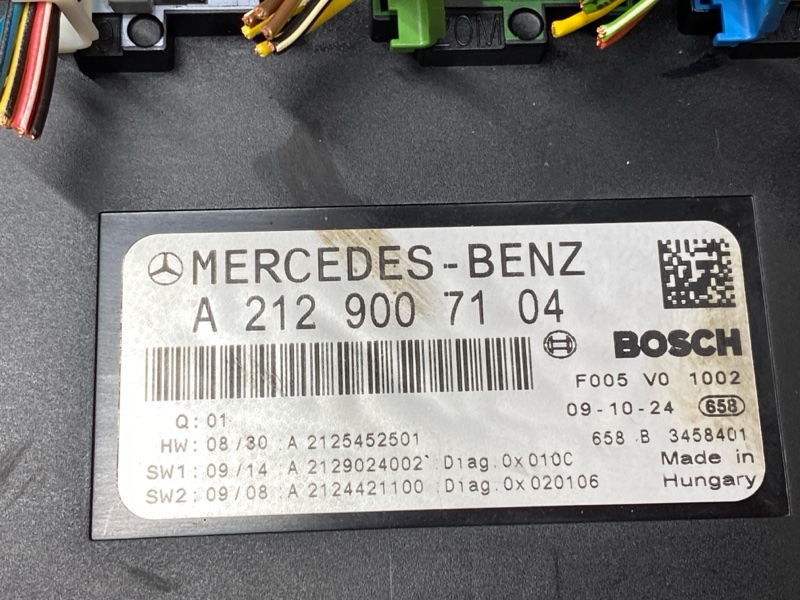 MERCEDES-BENZ
A 212 900 71 04
BOSCH
F005 V0 1002
09-10-24 658
Q: 01
HW: 08/30 A 2125452501 658 B 3458401
SW1: 09/14 A 2129024002 Diag.0x010C Made in
SW2: 09/08 A 2124421100 Diag.0x020106 Hungary